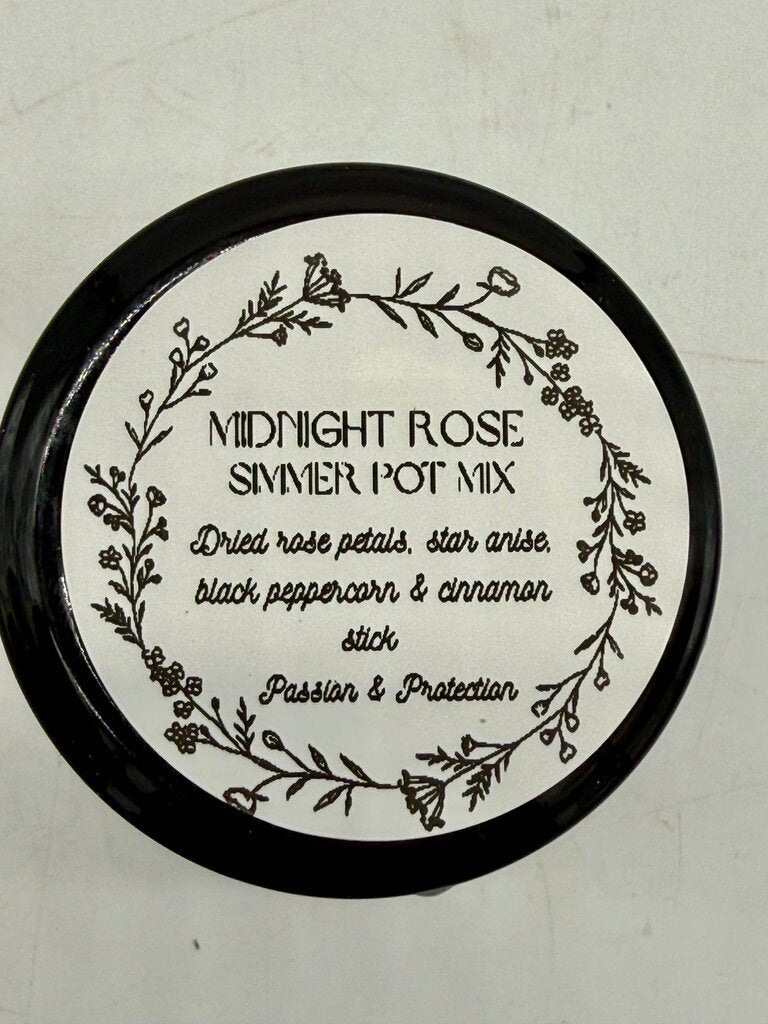 MIDNIGHT ROSE
SIMMER POT MIX
Dried rose petals, star anise,
black peppercorn & cinnamon
stick
Passion & Protection